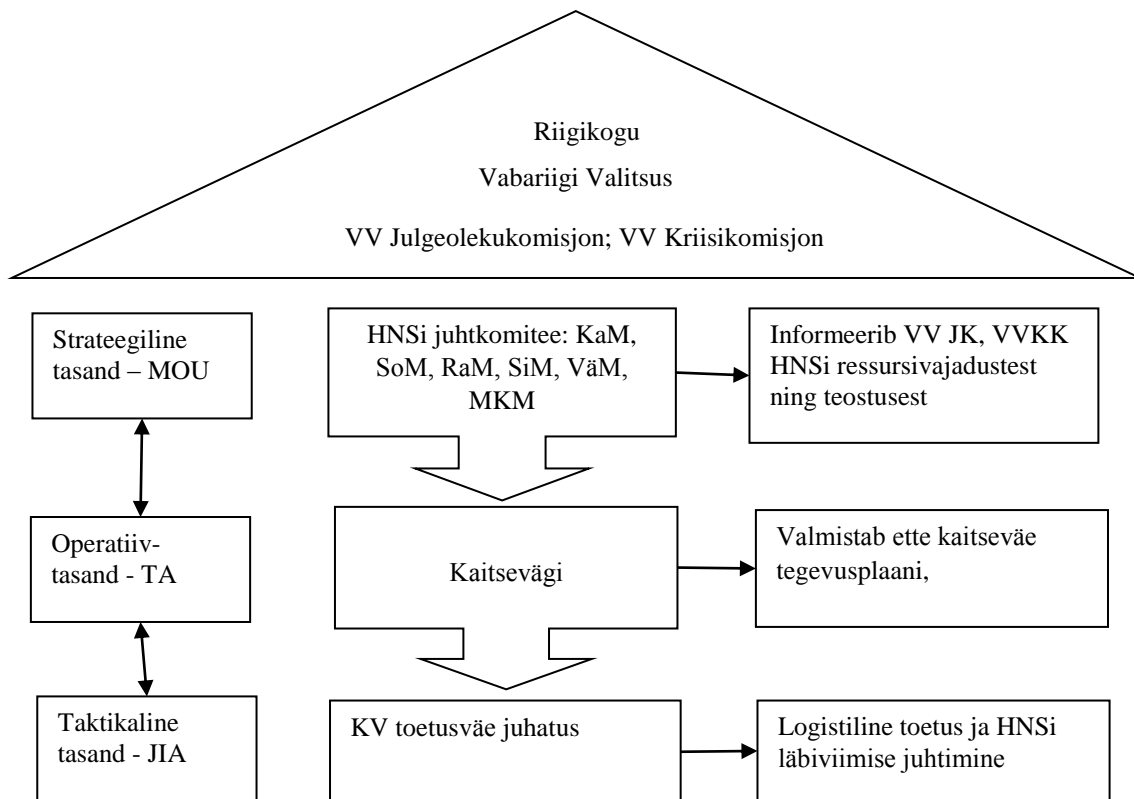 Riigikogu
Vabariigi Valitsus
VV Julgeolekukomisjon; VV Kriisikomisjon
Strateegiline
tasand – MOU
HNSi juhtkomitee: KaM,
SoM, RaM, SiM, VäM,
MKM
Informeerib VV JK, VVKK
HNSi ressursivajadustest
ning teostusest
Operatiiv-
tasand - TA
Kaitsevägi
Valmistab ette kaitseväe
tegevusplaani,
Taktikaline
tasand - JIA
KV toetusväe juhatus
Logistiline toetus ja HNSi
läbiviimise juhtimine